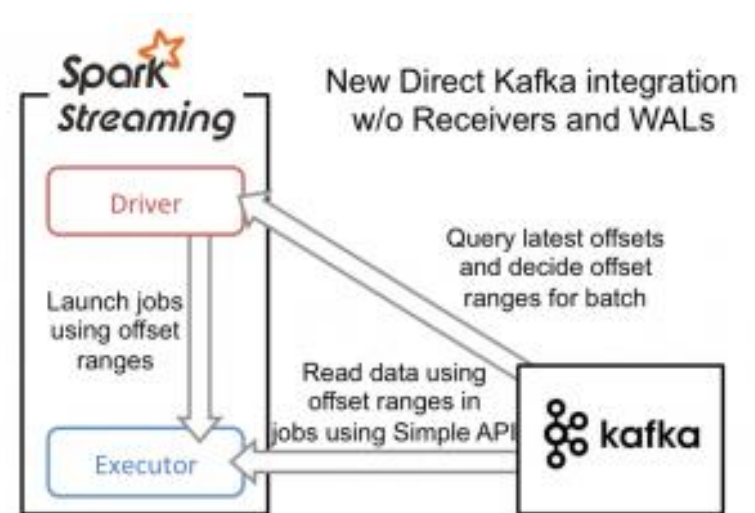 Spark
Streaming
New Direct Kafka integration
w/o Receivers and WALs
Driver
Query latest offsets
and decide offset
ranges for batch
Launch jobs
using offset
ranges
Read data using
offset ranges in
jobs using Simple API
kafka
Executor